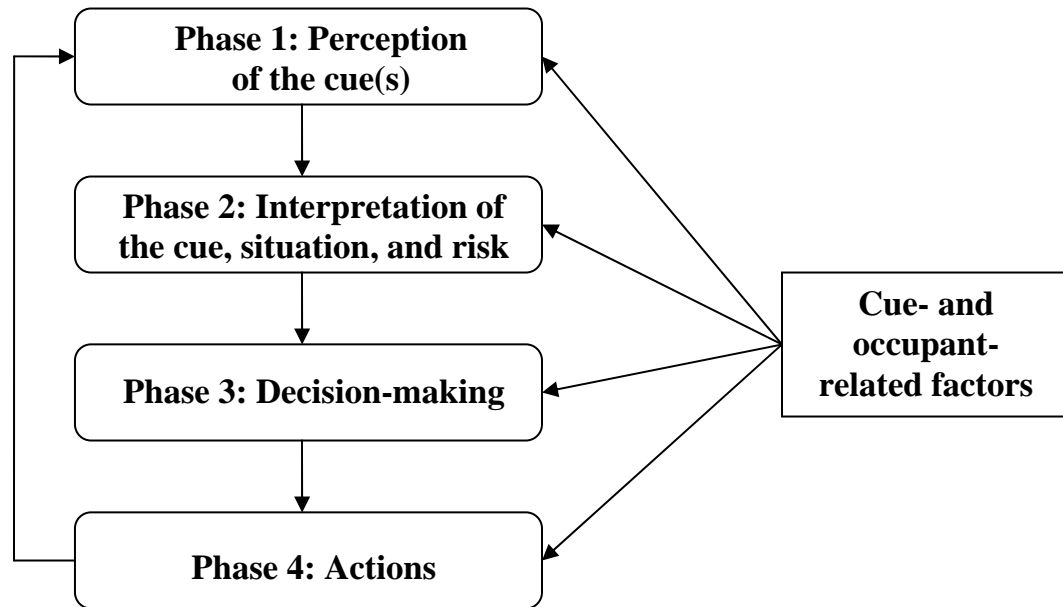 Phase 1: Perception
of the cue(s)
Phase 2: Interpretation of
the cue, situation, and risk
Phase 3: Decision-making
Phase 4: Actions
Cue- and
occupant-
related factors